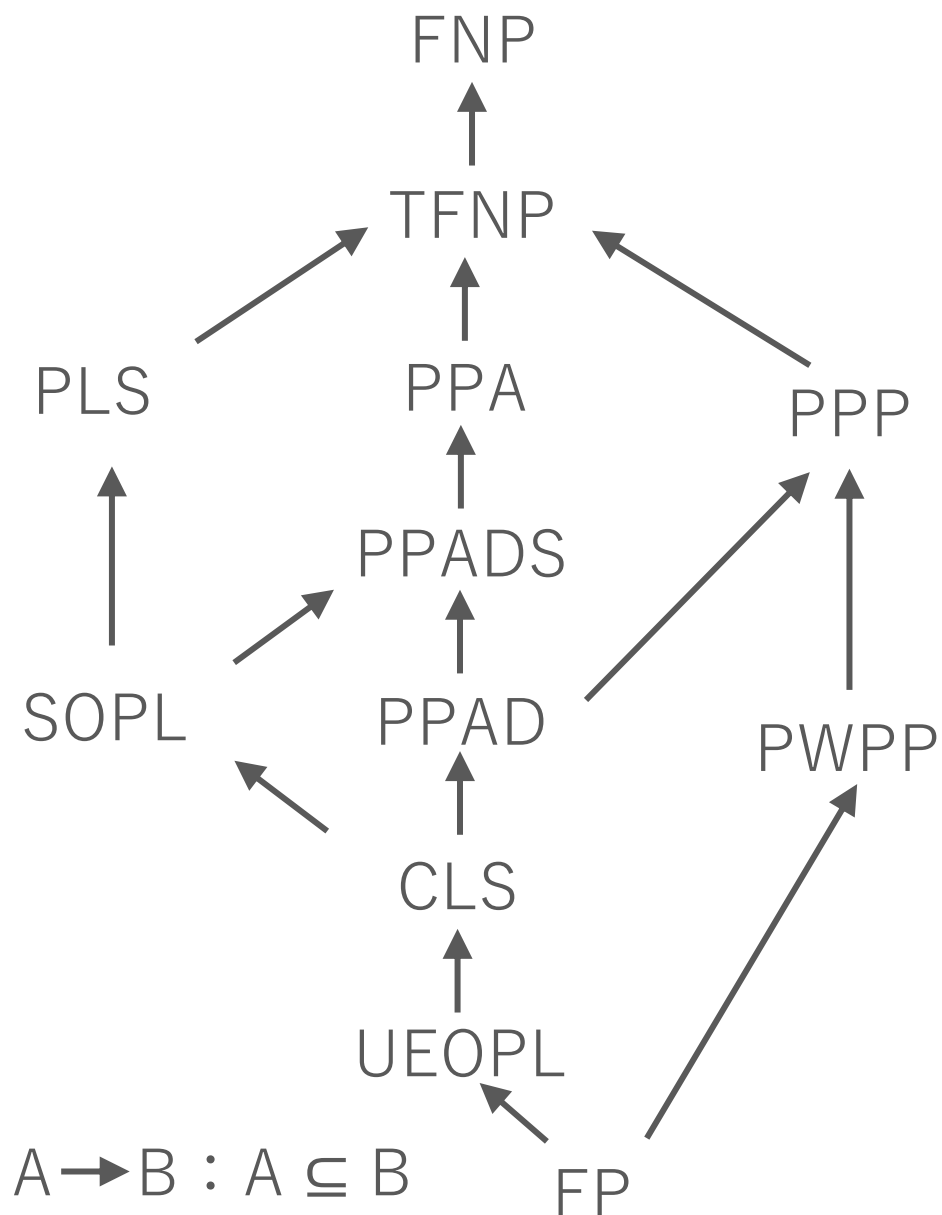 FNP
TFNP
PLS
PPA
PPP
PPADS
SOPL
PPAD
PWPP
CLS
UEOPL
A → B : A ⊆ B
FP